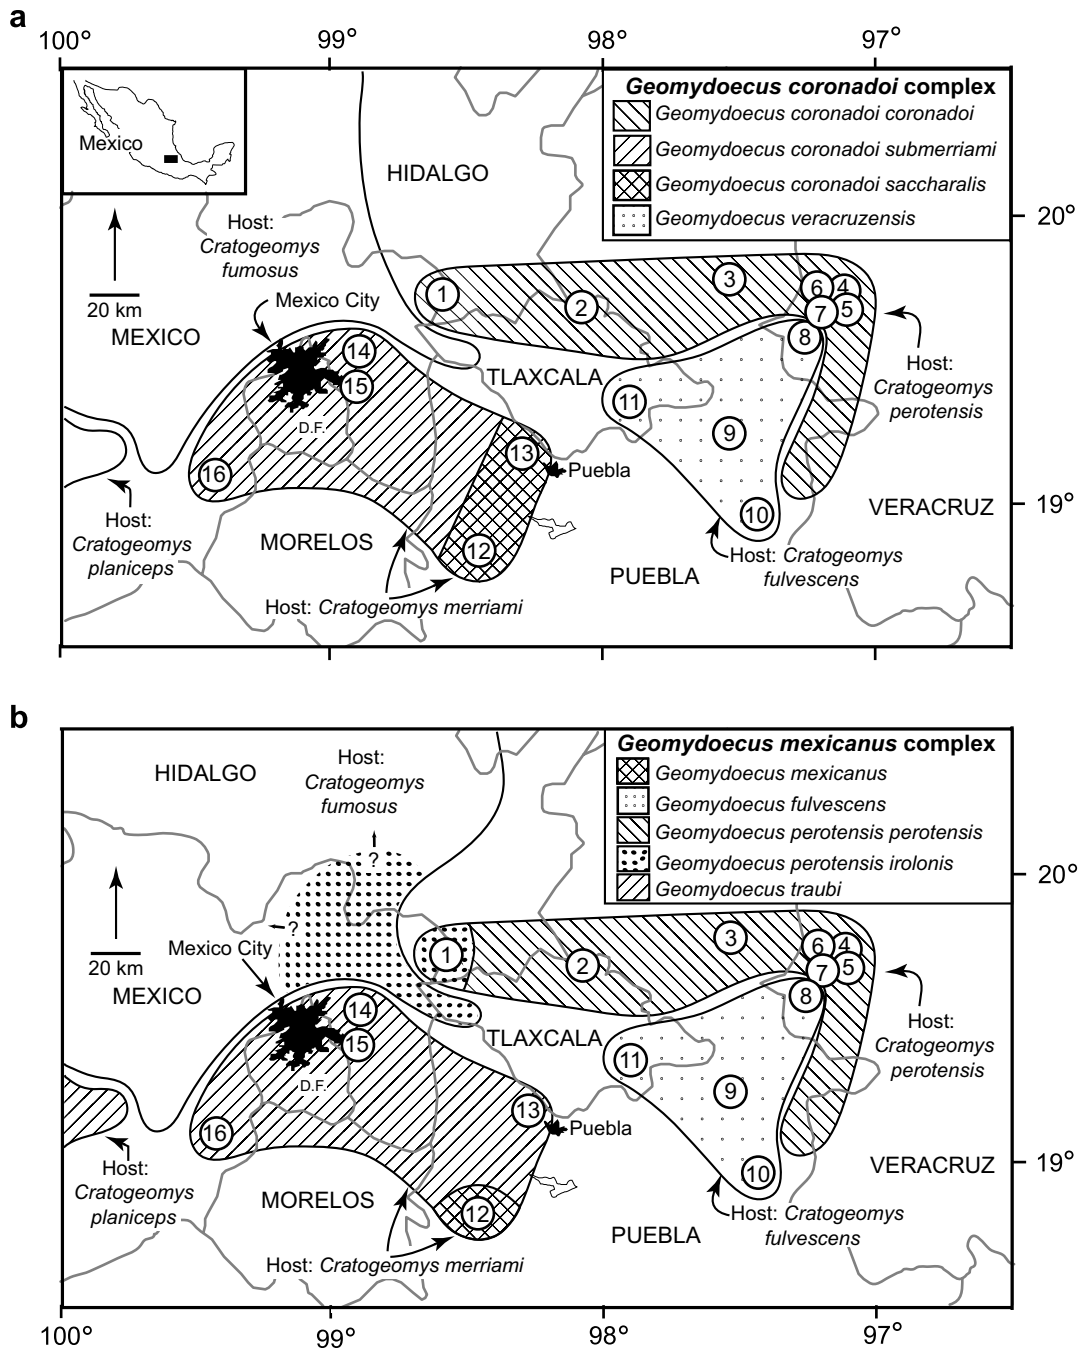 a
100° 99° 98° 97°
Geomydoecus coronadoi complex
Geomydoecus coronadoi coronadoi
Geomydoecus coronadoi submerriami
Geomydoecus coronadoi saccharalis
Geomydoecus veracruzensis
Mexico
HIDALGO
20°
Host:
Cratogeomys
fumosus
20 km
Mexico City
MEXICO
1
2
3
6
4
7
5
8
14
15
TLAXCALA
Host:
Cratogeomys
perotensis
11
D.F.
9
13
Puebla
16
10
VERACRUZ
19°
Host:
Cratogeomys
planiceps
MORELOS
12
Host: Cratogeomys
fulvescens
PUEBLA
Host: Cratogeomys merriami
b
Geomydoecus mexicanus complex
Geomydoecus mexicanus
Geomydoecus fulvescens
Geomydoecus perotensis perotensis
Geomydoecus perotensis irolonis
Geomydoecus traubi
HIDALGO
Host:
Cratogeomys
fumosus
?
20°
?
Mexico City
20 km
MEXICO
1
2
3
6
4
7
5
8
14
15
TLAXCALA
Host:
Cratogeomys
perotensis
11
D.F.
9
13
Puebla
16
10
VERACRUZ
19°
Host:
Cratogeomys
planiceps
MORELOS
12
Host: Cratogeomys
fulvescens
PUEBLA
Host: Cratogeomys merriami
100° 99° 98° 97°